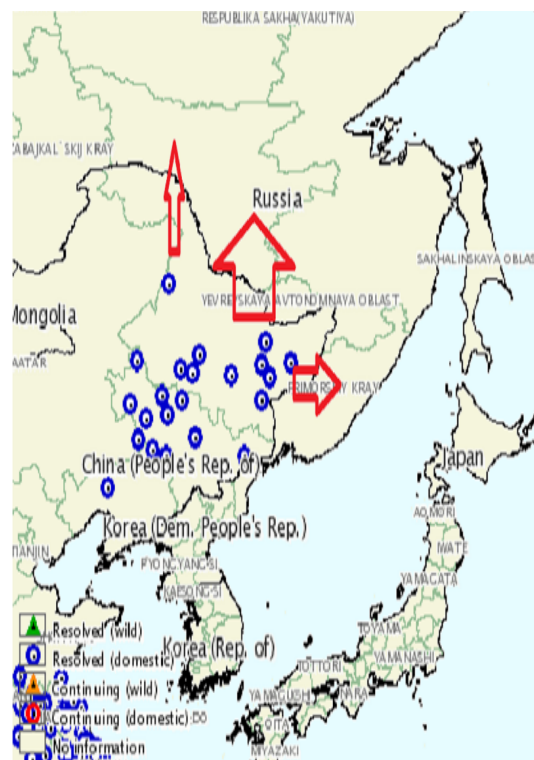 RESPUBLIKA SAKHA(YAKUTIYA)
ZABAJKAL`SKIJ KRAY
Russia
SAKHALINSKAYA OBLAST
YEVREYSKAYA AVTONOMNAYA OBLAST
Mongolia
AATAR
PRIMORSKIY KRAY
China (People's Rep. of)
Japan
AOMORI
Korea (Dem. People's Rep.)
IWATE
TIANJIN
PYONGYANG-SI
YAMAGATA
KAESONG-SI
Resolved (wild)
TOYAMA
Korea (Rep. of)
Resolved (domestic)
YAMANASHI
TOTTORI
Continuing (wild)
YAMAGUSHI
NARA
Continuing (domestic)
OITA
No information
MIYAZAKI